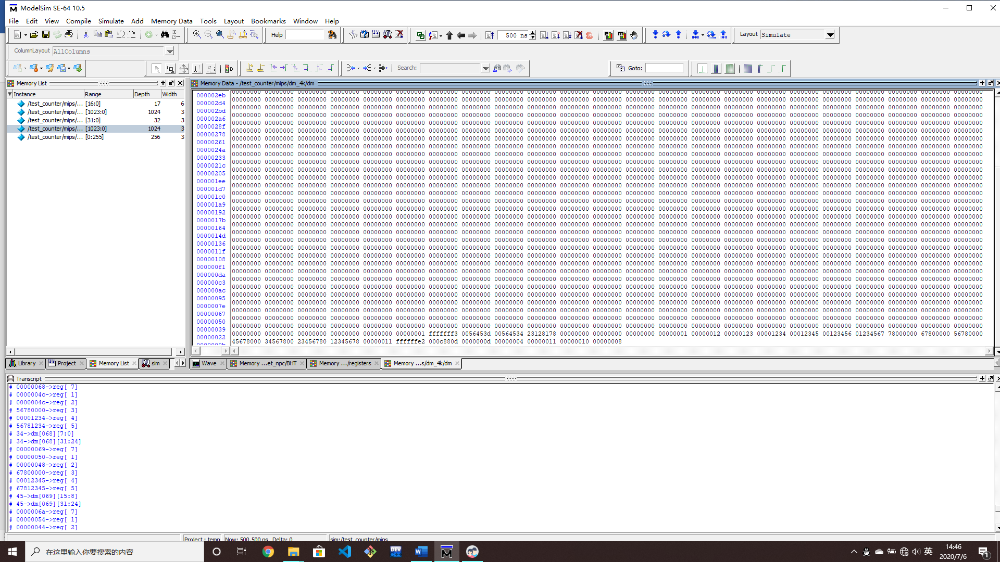 ModelSim SE-64 10.5
File Edit View Compile Simulate Add Memory Data Tools Layout Bookmarks Window Help
Help 500 ns Layout Simulate
ColumnLayout AllColumns
Search: Goto:
Memory List
Instance Range Depth Width
/test_counter/mips/... [16:0] 17 6
/test_counter/mips/... [1023:0] 1024 3
/test_counter/mips/... [31:0] 32 3
/test_counter/mips/... [1023:0] 1024 3
/test_counter/mips/... [0:255] 256 3
Memory Data - /test_counter/mips/dm_4k/dm
000002eb 00000000 00000000 00000000 00000000 00000000 00000000 00000000 00000000 00000000 00000000 00000000 00000000 00000000 00000000 00000000 00000000 00000000 00000000 00000000 00000000 00000000 00000000 00000000
000002d4 00000000 00000000 00000000 00000000 00000000 00000000 00000000 00000000 00000000 00000000 00000000 00000000 00000000 00000000 00000000 00000000 00000000 00000000 00000000 00000000 00000000 00000000 00000000
000002bd 00000000 00000000 00000000 00000000 00000000 00000000 00000000 00000000 00000000 00000000 00000000 00000000 00000000 00000000 00000000 00000000 00000000 00000000 00000000 00000000 00000000 00000000 00000000
000002a6 00000000 00000000 00000000 00000000 00000000 00000000 00000000 00000000 00000000 00000000 00000000 00000000 00000000 00000000 00000000 00000000 00000000 00000000 00000000 00000000 00000000 00000000 00000000
0000028f 00000000 00000000 00000000 00000000 00000000 00000000 00000000 00000000 00000000 00000000 00000000 00000000 00000000 00000000 00000000 00000000 00000000 00000000 00000000 00000000 00000000 00000000 00000000
00000278 00000000 00000000 00000000 00000000 00000000 00000000 00000000 00000000 00000000 00000000 00000000 00000000 00000000 00000000 00000000 00000000 00000000 00000000 00000000 00000000 00000000 00000000 00000000
00000261 00000000 00000000 00000000 00000000 00000000 00000000 00000000 00000000 00000000 00000000 00000000 00000000 00000000 00000000 00000000 00000000 00000000 00000000 00000000 00000000 00000000 00000000 00000000
0000024a 00000000 00000000 00000000 00000000 00000000 00000000 00000000 00000000 00000000 00000000 00000000 00000000 00000000 00000000 00000000 00000000 00000000 00000000 00000000 00000000 00000000 00000000 00000000
00000233 00000000 00000000 00000000 00000000 00000000 00000000 00000000 00000000 00000000 00000000 00000000 00000000 00000000 00000000 00000000 00000000 00000000 00000000 00000000 00000000 00000000 00000000 00000000
0000021c 00000000 00000000 00000000 00000000 00000000 00000000 00000000 00000000 00000000 00000000 00000000 00000000 00000000 00000000 00000000 00000000 00000000 00000000 00000000 00000000 00000000 00000000 00000000
00000205 00000000 00000000 00000000 00000000 00000000 00000000 00000000 00000000 00000000 00000000 00000000 00000000 00000000 00000000 00000000 00000000 00000000 00000000 00000000 00000000 00000000 00000000 00000000
000001ee 00000000 00000000 00000000 00000000 00000000 00000000 00000000 00000000 00000000 00000000 00000000 00000000 00000000 00000000 00000000 00000000 00000000 00000000 00000000 00000000 00000000 00000000 00000000
000001d7 00000000 00000000 00000000 00000000 00000000 00000000 00000000 00000000 00000000 00000000 00000000 00000000 00000000 00000000 00000000 00000000 00000000 00000000 00000000 00000000 00000000 00000000 00000000
000001c0 00000000 00000000 00000000 00000000 00000000 00000000 00000000 00000000 00000000 00000000 00000000 00000000 00000000 00000000 00000000 00000000 00000000 00000000 00000000 00000000 00000000 00000000 00000000
000001a9 00000000 00000000 00000000 00000000 00000000 00000000 00000000 00000000 00000000 00000000 00000000 00000000 00000000 00000000 00000000 00000000 00000000 00000000 00000000 00000000 00000000 00000000 00000000
00000192 00000000 00000000 00000000 00000000 00000000 00000000 00000000 00000000 00000000 00000000 00000000 00000000 00000000 00000000 00000000 00000000 00000000 00000000 00000000 00000000 00000000 00000000 00000000
0000017b 00000000 00000000 00000000 00000000 00000000 00000000 00000000 00000000 00000000 00000000 00000000 00000000 00000000 00000000 00000000 00000000 00000000 00000000 00000000 00000000 00000000 00000000 00000000
00000164 00000000 00000000 00000000 00000000 00000000 00000000 00000000 00000000 00000000 00000000 00000000 00000000 00000000 00000000 00000000 00000000 00000000 00000000 00000000 00000000 00000000 00000000 00000000
0000014d 00000000 00000000 00000000 00000000 00000000 00000000 00000000 00000000 00000000 00000000 00000000 00000000 00000000 00000000 00000000 00000000 00000000 00000000 00000000 00000000 00000000 00000000 00000000
00000136 00000000 00000000 00000000 00000000 00000000 00000000 00000000 00000000 00000000 00000000 00000000 00000000 00000000 00000000 00000000 00000000 00000000 00000000 00000000 00000000 00000000 00000000 00000000
0000011f 00000000 00000000 00000000 00000000 00000000 00000000 00000000 00000000 00000000 00000000 00000000 00000000 00000000 00000000 00000000 00000000 00000000 00000000 00000000 00000000 00000000 00000000 00000000
00000108 00000000 00000000 00000000 00000000 00000000 00000000 00000000 00000000 00000000 00000000 00000000 00000000 00000000 00000000 00000000 00000000 00000000 00000000 00000000 00000000 00000000 00000000 00000000
000000f1 00000000 00000000 00000000 00000000 00000000 00000000 00000000 00000000 00000000 00000000 00000000 00000000 00000000 00000000 00000000 00000000 00000000 00000000 00000000 00000000 00000000 00000000 00000000
000000da 00000000 00000000 00000000 00000000 00000000 00000000 00000000 00000000 00000000 00000000 00000000 00000000 00000000 00000000 00000000 00000000 00000000 00000000 00000000 00000000 00000000 00000000 00000000
000000c3 00000000 00000000 00000000 00000000 00000000 00000000 00000000 00000000 00000000 00000000 00000000 00000000 00000000 00000000 00000000 00000000 00000000 00000000 00000000 00000000 00000000 00000000 00000000
000000ac 00000000 00000000 00000000 00000000 00000000 00000000 00000000 00000000 00000000 00000000 00000000 00000000 00000000 00000000 00000000 00000000 00000000 00000000 00000000 00000000 00000000 00000000 00000000
00000095 00000000 00000000 00000000 00000000 00000000 00000000 00000000 00000000 00000000 00000000 00000000 00000000 00000000 00000000 00000000 00000000 00000000 00000000 00000000 00000000 00000000 00000000 00000000
0000007e 00000000 00000000 00000000 00000000 00000000 00000000 00000000 00000000 00000000 00000000 00000000 00000000 00000000 00000000 00000000 00000000 00000000 00000000 00000000 00000000 00000000 00000000 00000000
00000067 00000000 00000000 00000000 00000000 00000000 00000000 00000000 00000000 00000000 00000000 00000000 00000000 00000000 00000000 00000000 00000000 00000000 00000000 00000000 00000000 00000000 00000000 00000000
00000050 00000000 00000000 00000000 00000000 00000000 00000000 00000000 00000000 00000000 00000000 00000000 00000000 00000000 00000000 00000000 00000000 00000000 00000000 00000000 00000000 00000000 00000000 00000000
00000039 00000000 00000000 00000000 00000000 00000000 00000000 00000000 00000000 00000000 00000000 00000000 00000000 00000000 00000000 00000000 00000000 00000000 00000000 00000000 00000000 00000000 00000000 00000000
00000022 00000000 00000000 00000000 00000000 00000000 00000001 fffffff3 0056453d 00564534 23128178 00000000 00000000 00000000 00000001 00000012 00000123 00001234 00012345 00123456 01234567 78000000 67800000 56780000
0000000b 45678000 34567800 23456780 12345678 00000011 ffffffe2 000c880d 0000000d 00000004 00000011 00000010 00000008
Library Project Memory List sim Wave Memory ...et_npc/BHT Memory .../registers Memory ...s/dm_4k/dm
Transcript
# 00000068->reg[ 7]
# 0000004c->reg[ 1]
# 0000004c->reg[ 2]
# 56780000->reg[ 3]
# 00001234->reg[ 4]
# 56781234->reg[ 5]
# 34->dm[068][7:0]
# 34->dm[068][31:24]
# 00000069->reg[ 7]
# 00000050->reg[ 1]
# 00000048->reg[ 2]
# 67800000->reg[ 3]
# 00012345->reg[ 4]
# 67812345->reg[ 5]
# 45->dm[069][15:8]
# 45->dm[069][31:24]
# 0000006a->reg[ 7]
# 00000054->reg[ 1]
# 00000044->reg[ 2]
Project : temp Now: 500,500 ns Delta: 0 sim:/test_counter/mips
在这里输入你要搜索的内容 DEV W 英 14:46
2020/7/6 1